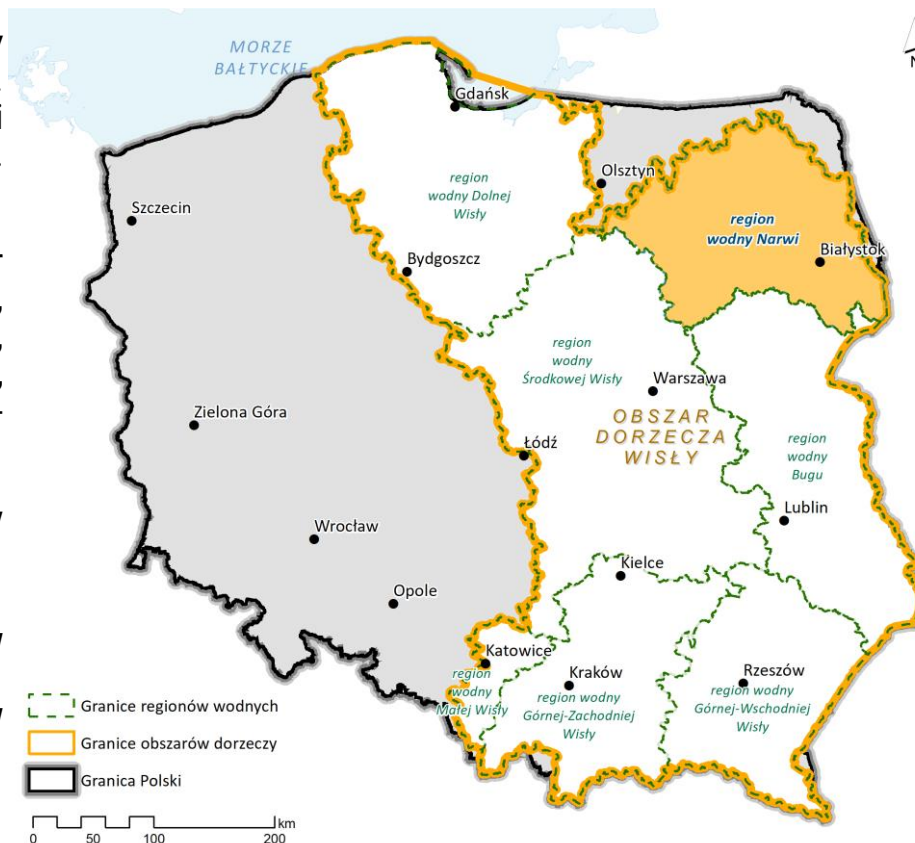 MORZE
BAŁTYCKIE
N
Gdańsk
Olsztyn
region
wodny Dolnej
Wisły
Szczecin
region
wodny Narwi
Białystok
Bydgoszcz
region
wodny
Środkowej Wisły
Warszawa
Zielona Góra
OBSZAR
DORZECZA
WISŁY
Łódź
region
wodny
Bugu
Lublin
Wrocław
Kielce
Opole
Katowice
region
wodny
Małej Wisły
Kraków
region wodny
Górnej-Zachodniej
Wisły
Rzeszów
region wodny
Górnej-Wschodniej
Wisły
Granice regionów wodnych
Granice obszarów dorzeczy
Granica Polski
km
0 50 100 200